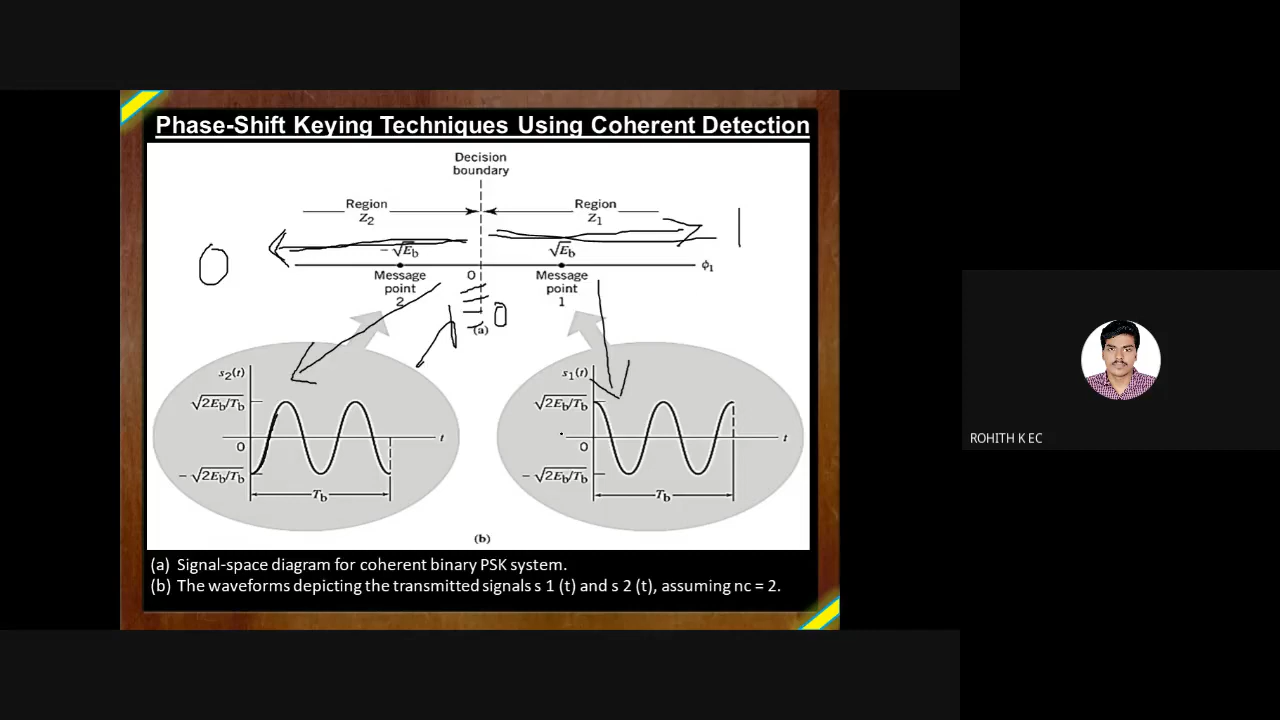 Phase-Shift Keying Techniques Using Coherent Detection
Decision
boundary
Region
Z2
Region
Z1
1
0
−√Eb
√Eb
0
ϕ1
Message
point
2
Message
point
1
0
(a)
s2(t)
√2Eb/Tb
0
t
−√2Eb/Tb
Tb
s1(t)
√2Eb/Tb
0
t
−√2Eb/Tb
Tb
(b)
(a) Signal-space diagram for coherent binary PSK system.
(b) The waveforms depicting the transmitted signals s 1 (t) and s 2 (t), assuming nc = 2.
ROHITH K EC